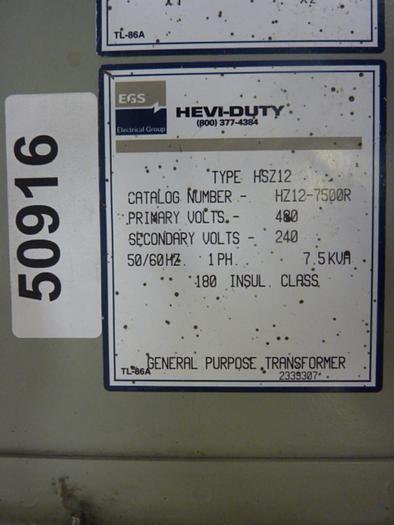 TL-86A
EGS
Electrical Group
HEVI-DUTY
(800) 377-4384
TYPE HSZ12
CATALOG NUMBER - HZ12-7500R
PRIMARY VOLTS - 480
SECONDARY VOLTS - 240
50/60HZ 1PH 7.5KVA
180 INSUL CLASS
GENERAL PURPOSE TRANSFORMER
TL-86A 2339307
50916